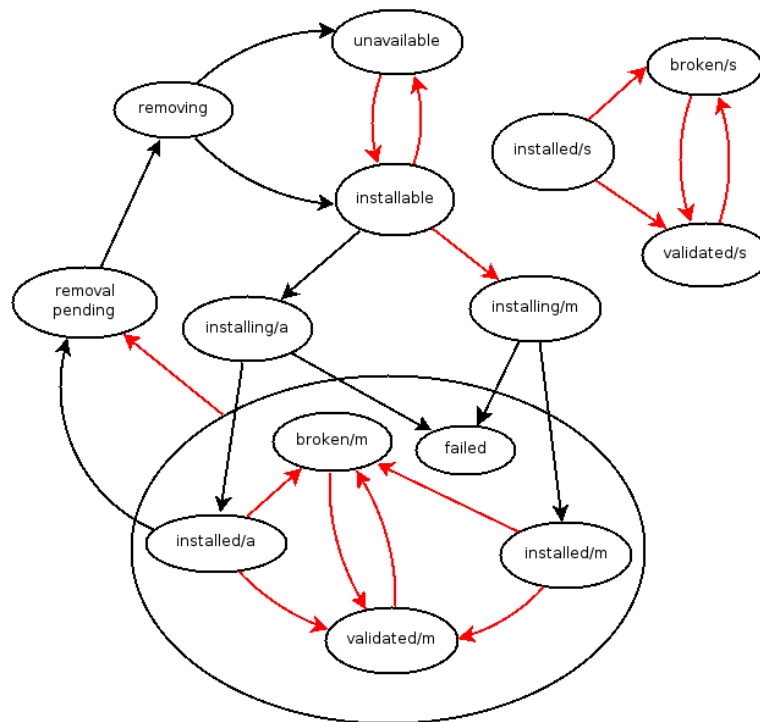 unavailable
broken/s
removing
installed/s
installable
validated/s
removal
pending
installing/a
installing/m
broken/m
failed
installed/a
installed/m
validated/m